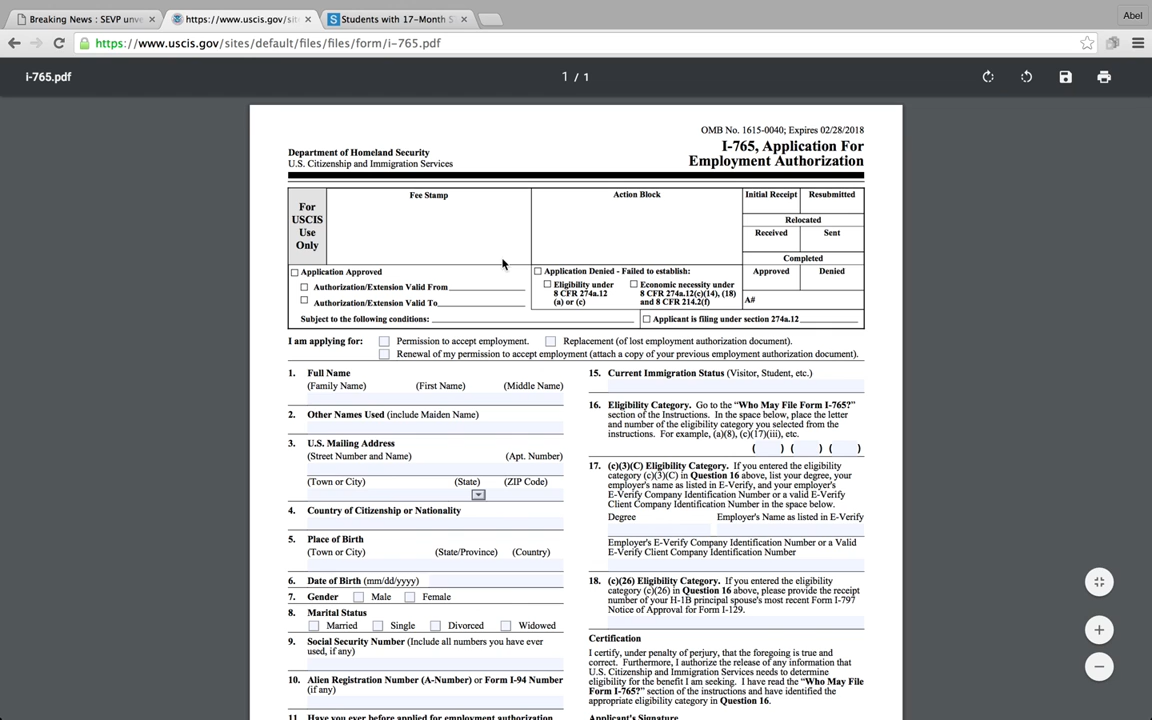 Breaking News : SEVP unve
https://www.uscis.gov/sit
Students with 17-Month S
Abel
https://www.uscis.gov/sites/default/files/files/form/i-765.pdf
i-765.pdf
1 / 1
OMB No. 1615-0040; Expires 02/28/2018
Department of Homeland Security
U.S. Citizenship and Immigration Services
I-765, Application For
Employment Authorization
For
USCIS
Use
Only
Fee Stamp
Action Block
Initial Receipt
Resubmitted
Relocated
Received
Sent
Completed
Approved
Denied
A#
Application Approved
Authorization/Extension Valid From
Authorization/Extension Valid To
Subject to the following conditions:
Application Denied - Failed to establish:
Eligibility under
8 CFR 274a.12
(a) or (c)
Economic necessity under
8 CFR 274a.12(c)(14), (18)
and 8 CFR 214.2(f)
Applicant is filing under section 274a.12
I am applying for:
Permission to accept employment.
Replacement (of lost employment authorization document).
Renewal of my permission to accept employment (attach a copy of your previous employment authorization document).
1. Full Name
(Family Name) (First Name) (Middle Name)
2. Other Names Used (include Maiden Name)
3. U.S. Mailing Address
(Street Number and Name) (Apt. Number)
(Town or City) (State) (ZIP Code)
4. Country of Citizenship or Nationality
5. Place of Birth
(Town or City) (State/Province) (Country)
6. Date of Birth (mm/dd/yyyy)
7. Gender Male Female
8. Marital Status
Married Single Divorced Widowed
9. Social Security Number (Include all numbers you have ever
used, if any)
10. Alien Registration Number (A-Number) or Form I-94 Number
(if any)
11 Have you ever before applied for employment authorization
15. Current Immigration Status (Visitor, Student, etc.)
16. Eligibility Category. Go to the "Who May File Form I-765?"
section of the Instructions. In the space below, place the letter
and number of the eligibility category you selected from the
instructions. For example, (a)(8), (c)(17)(iii), etc.
( ) ( ) ( )
17. (c)(3)(C) Eligibility Category. If you entered the eligibility
category (c)(3)(C) in Question 16 above, list your degree, your
employer's name as listed in E-Verify, and your employer's
E-Verify Company Identification Number or a valid E-Verify
Client Company Identification Number in the space below.
Degree Employer's Name as listed in E-Verify
Employer's E-Verify Company Identification Number or a Valid
E-Verify Client Company Identification Number
18. (c)(26) Eligibility Category. If you entered the eligibility
category (c)(26) in Question 16 above, please provide the receipt
number of your H-1B principal spouse's most recent Form I-797
Notice of Approval for Form I-129.
Certification
I certify, under penalty of perjury, that the foregoing is true and
correct. Furthermore, I authorize the release of any information that
U.S. Citizenship and Immigration Services needs to determine
eligibility for the benefit I am seeking. I have read the "Who May File
Form I-765?" section of the instructions and have identified the
appropriate eligibility category in Question 16.
Applicant's Signature